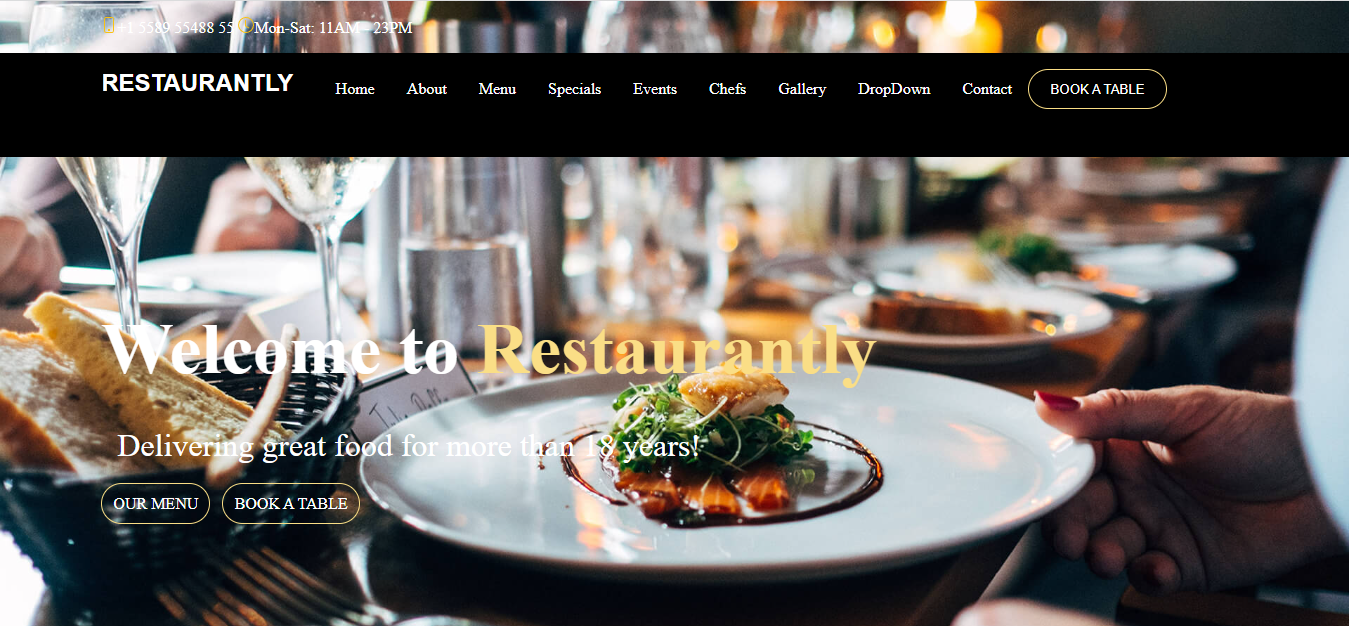 +1 5589 55488 55 Mon-Sat: 11AM - 23PM
RESTAURANTLY Home About Menu Specials Events Chefs Gallery DropDown Contact BOOK A TABLE
Welcome to Restaurantly
Delivering great food for more than 18 years!
OUR MENU BOOK A TABLE